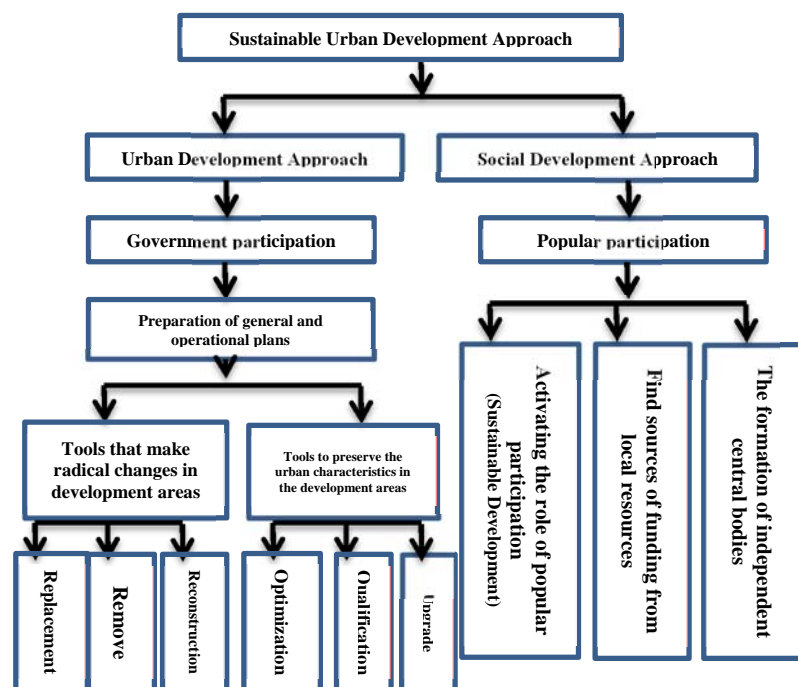 Sustainable Urban Development Approach
Urban Development Approach
Social Development Approach
Government participation
Popular participation
Preparation of general and
operational plans
Tools that make
radical changes in
development areas
Tools to preserve the
urban characteristics in
the development areas
Activating the role of popular
participation
(Sustainable Development)
Find sources of funding from
local resources
The formation of independent
central bodies
Replacement
Remove
Reconstruction
Optimization
Qualification
Upgrade